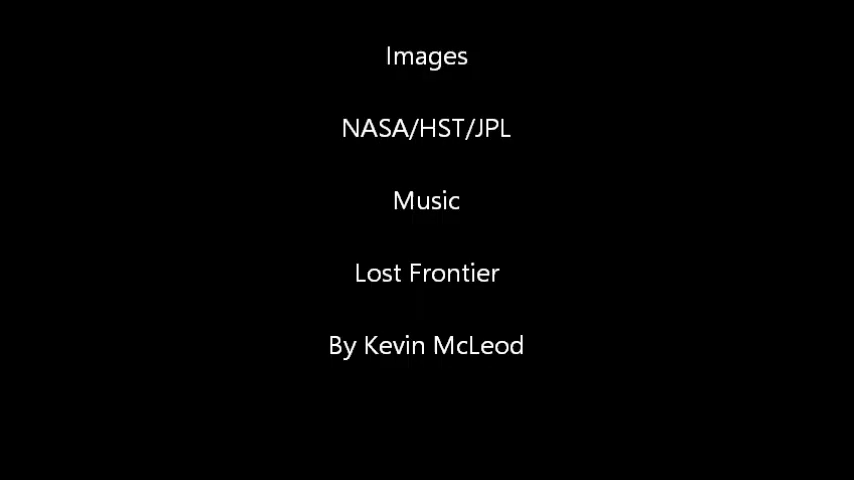 Images
NASA/HST/JPL
Music
Lost Frontier
By Kevin McLeod